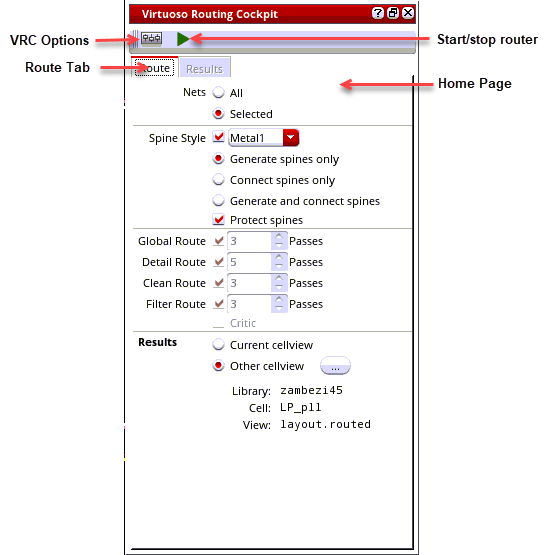 Virtuoso Routing Cockpit
VRC Options
Start/stop router
Route Tab
Route Results
Home Page
Nets All
Selected
Spine Style Metal1
Generate spines only
Connect spines only
Generate and connect spines
Protect spines
Global Route 3 Passes
Detail Route 5 Passes
Clean Route 3 Passes
Filter Route 3 Passes
Critic
Results Current cellview
Other cellview ...
Library: zambezi45
Cell: LP_pll
View: layout.routed